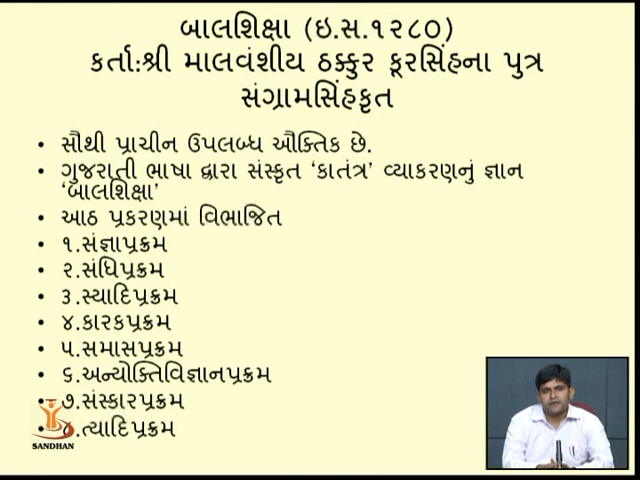 બાલશિક્ષા (ઇ.સ.૧૨૮૦)
કર્તા:શ્રી માલવંશીય ઠક્કુર કૂરસિંહના પુત્ર
સંગ્રામસિંહકૃત
• સૌથી પ્રાચીન ઉપલબ્ધ ઔક્તિક છે.
• ગુજરાતી ભાષા દ્વારા સંસ્કૃત ‘કાતંત્ર’ વ્યાકરણનું જ્ઞાન
‘બાલશિક્ષા’
• આઠ પ્રકરણમાં વિભાજિત
• ૧.સંજ્ઞાપ્રક્રમ
• ૨.સંધિપ્રક્રમ
• ૩.સ્યાદિપ્રક્રમ
• ૪.કારકપ્રક્રમ
• ૫.સમાસપ્રક્રમ
• ૬.અન્યોક્તિવિજ્ઞાનપ્રક્રમ
• ૭.સંસ્કારપ્રક્રમ
• ૮.ત્યાદિપ્રક્રમ
SANDHAN